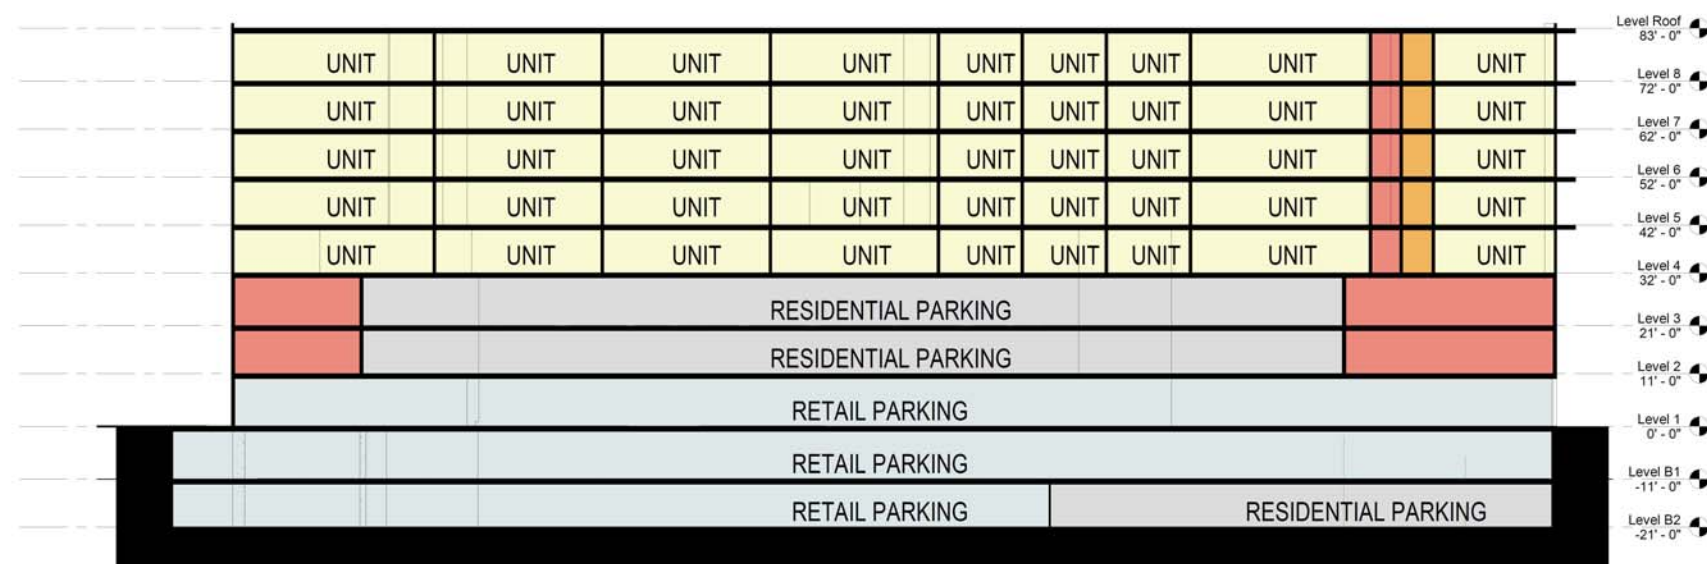 Level Roof
83' - 0"
UNIT UNIT UNIT UNIT UNIT UNIT UNIT UNIT UNIT
Level 8
72' - 0"
UNIT UNIT UNIT UNIT UNIT UNIT UNIT UNIT UNIT
Level 7
62' - 0"
UNIT UNIT UNIT UNIT UNIT UNIT UNIT UNIT UNIT
Level 6
52' - 0"
UNIT UNIT UNIT UNIT UNIT UNIT UNIT UNIT UNIT
Level 5
42' - 0"
UNIT UNIT UNIT UNIT UNIT UNIT UNIT UNIT UNIT
Level 4
32' - 0"
RESIDENTIAL PARKING
Level 3
21' - 0"
RESIDENTIAL PARKING
Level 2
11' - 0"
RETAIL PARKING
Level 1
0' - 0"
RETAIL PARKING
Level B1
-11' - 0"
RETAIL PARKING RESIDENTIAL PARKING
Level B2
-21' - 0"